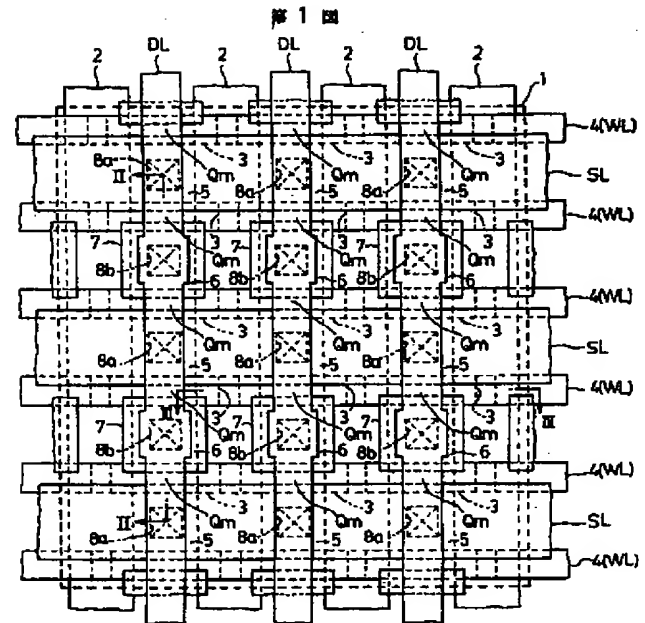 第 1 図
DL DL DL
2 2 2 2
1
4(WL)
8a Qm 3 8a Qm 3 8a Qm 3
II 5 5 5
SL
3 3 3 4(WL)
7 7 7
8b Qm 8b Qm 8b Qm
6 6 6
4(WL)
Qm 3 Qm 3 Qm 3
8a 8a 8a SL
5 5 5
4(WL)
III 3 3 3 III
7 Qm 7 Qm 7 Qm
8b 6 8b 6 8b 6
4(WL)
3 3 3
II Qm Qm Qm SL
8a 5 8a 5 8a 5
4(WL)